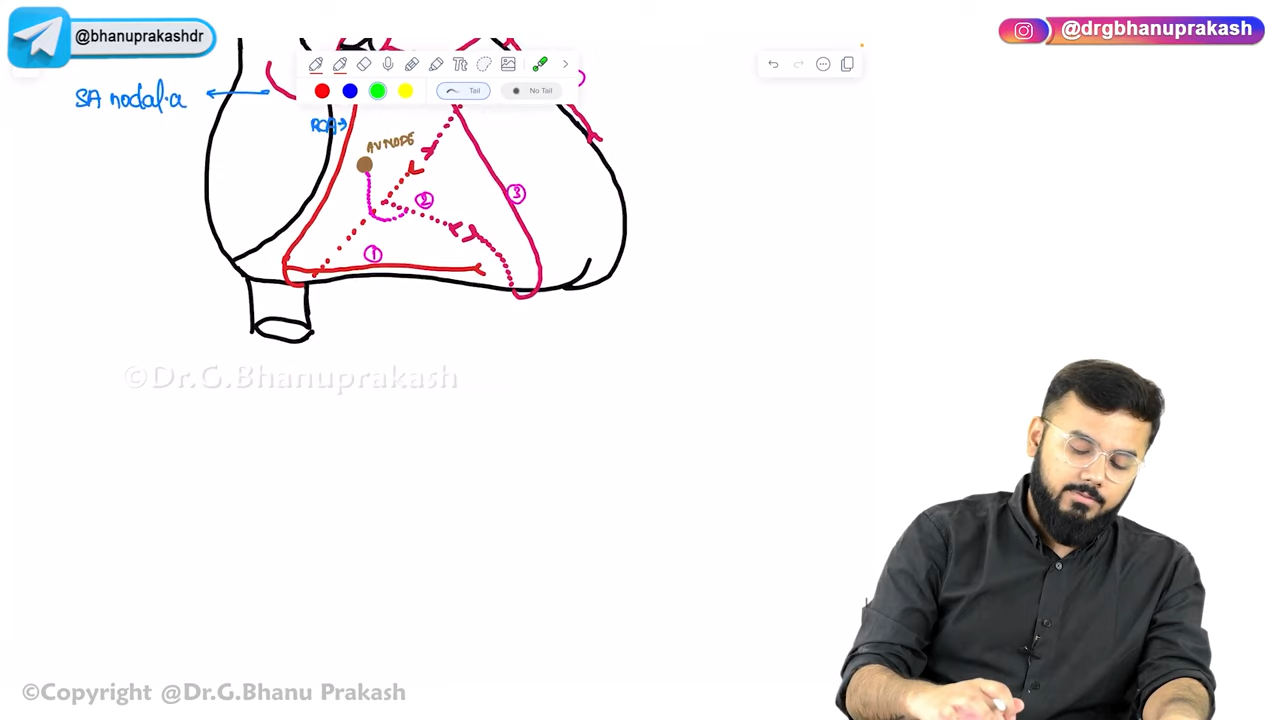 @bhanuprakashdr
@drgbhanuprakash
Tail
No Tail
SA nodal.a
RCA→
AV NODE
2
3
1
©Dr.G.Bhanuprakash
©Copyright @Dr.G.Bhanu Prakash